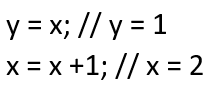 y = x; // y = 1
x = x +1; // x = 2